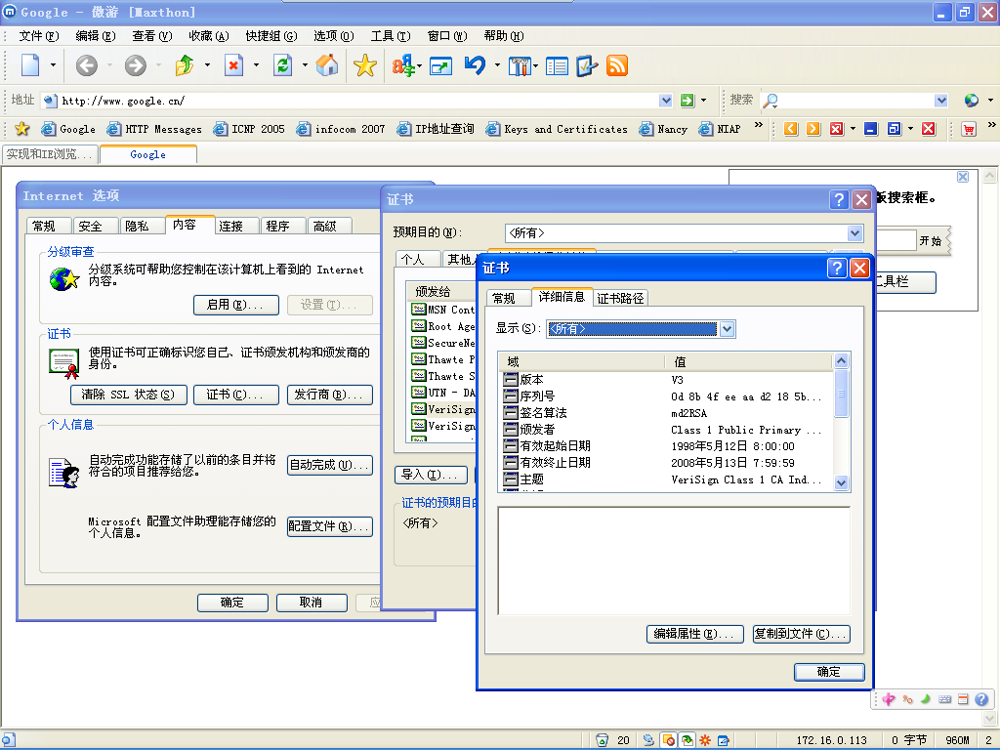 Google - 傲游 [Maxthon]
文件(F) 编辑(E) 查看(V) 收藏(A) 快捷组(G) 选项(O) 工具(T) 窗口(W) 帮助(H)
地址 http://www.google.cn/ 搜索
Google HTTP Messages ICNP 2005 infocom 2007 IP地址查询 Keys and Certificates Nancy NIAP
实现和IE浏览... Google
版搜索框。
开始
工具栏
Internet 选项
常规 安全 隐私 内容 连接 程序 高级
分级审查
分级系统可帮助您控制在该计算机上看到的 Internet
内容。
启用(E)... 设置(T)...
证书
使用证书可正确标识您自己、证书颁发机构和颁发商的
身份。
清除 SSL 状态(S) 证书(C)... 发行商(B)...
个人信息
自动完成功能存储了以前的条目并将
符合的项目推荐给您。
自动完成(U)...
Microsoft 配置文件助理能存储您的
个人信息。
配置文件(R)...
确定 取消 应
证书
预期目的(N): <所有>
个人 其他人
颁发给
MSN Cont
Root Age
SecureNe
Thawte P
Thawte S
UTN - DA
VeriSign
VeriSign
导入(I)...
证书的预期目的
<所有>
证书
常规 详细信息 证书路径
显示(S): <所有>
域 值
版本 V3
序列号 0d 8b 4f ee aa d2 18 5b...
签名算法 md2RSA
颁发者 Class 1 Public Primary ...
有效起始日期 1998年5月12日 8:00:00
有效终止日期 2008年5月13日 7:59:59
主题 VeriSign Class 1 CA Ind...
编辑属性(E)... 复制到文件(C)...
确定
20 172.16.0.113 0 字节 960M 2